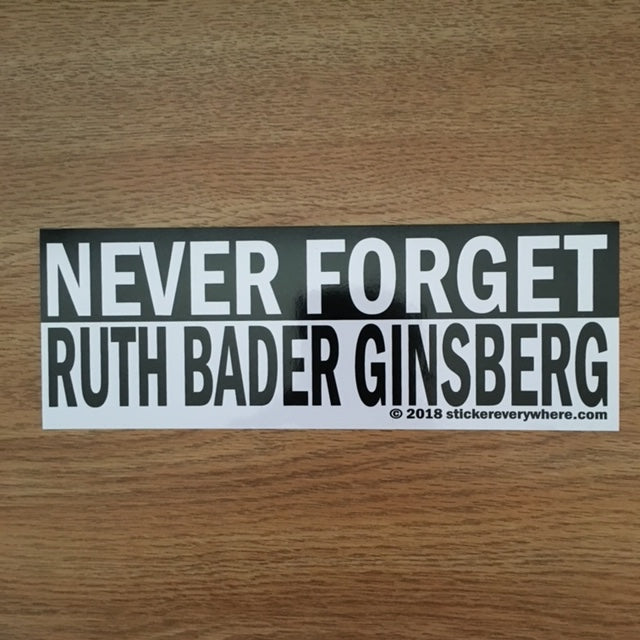 NEVER FORGET
RUTH BADER GINSBERG
© 2018 stickereverywhere.com